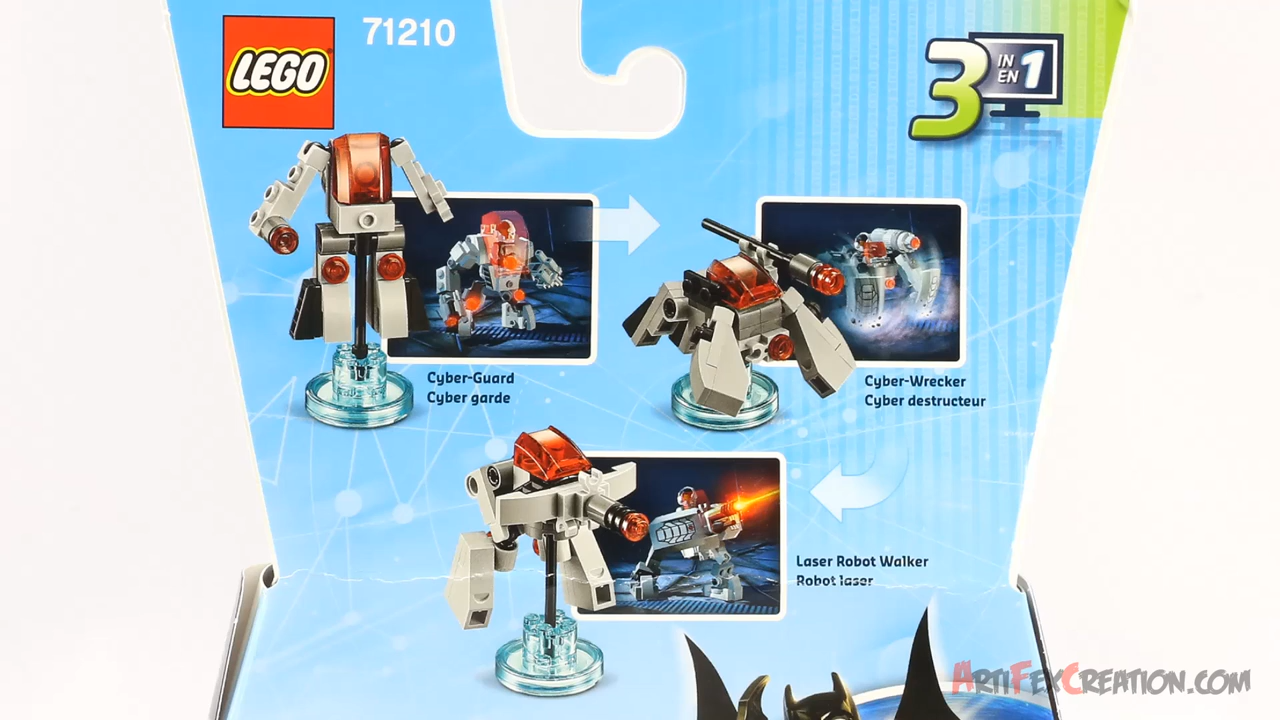 LEGO
71210
3 IN EN 1
Cyber-Guard
Cyber garde
Cyber-Wrecker
Cyber destructeur
Laser Robot Walker
Robot laser
ArtiFexCreation.com